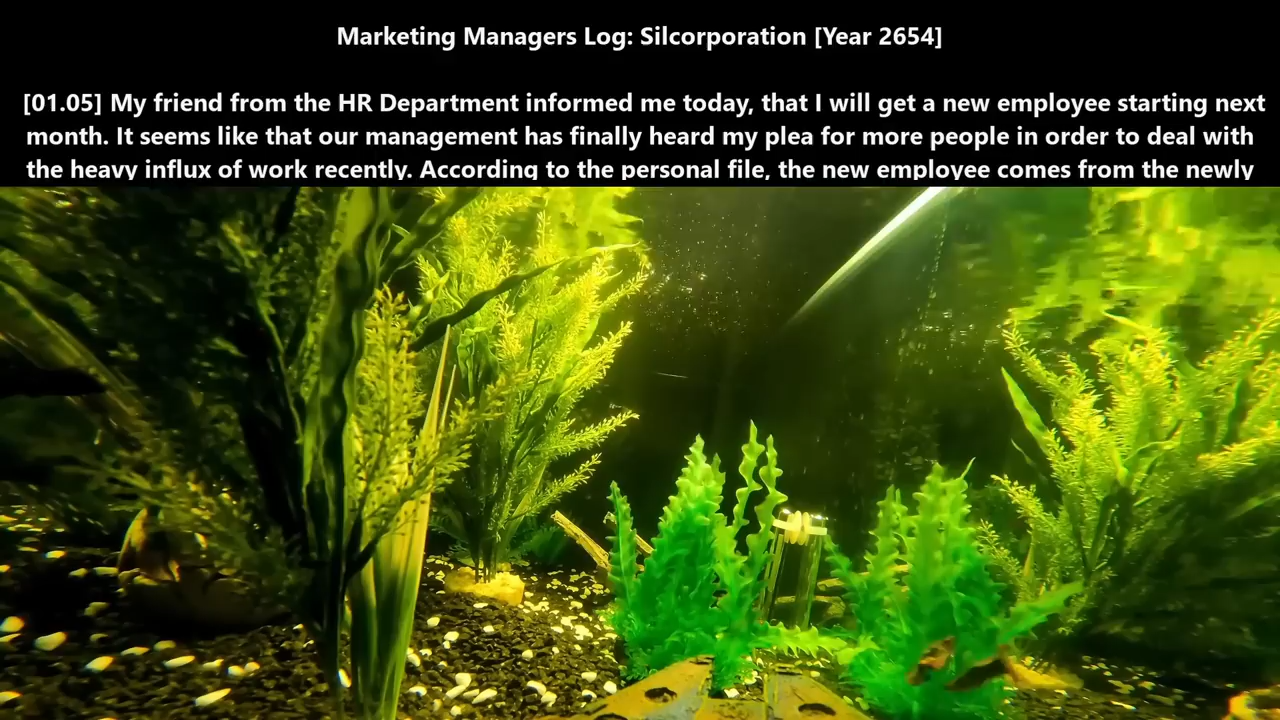 Marketing Managers Log: Silcorporation [Year 2654]
[01.05] My friend from the HR Department informed me today, that I will get a new employee starting next
month. It seems like that our management has finally heard my plea for more people in order to deal with
the heavy influx of work recently. According to the personal file, the new employee comes from the newly